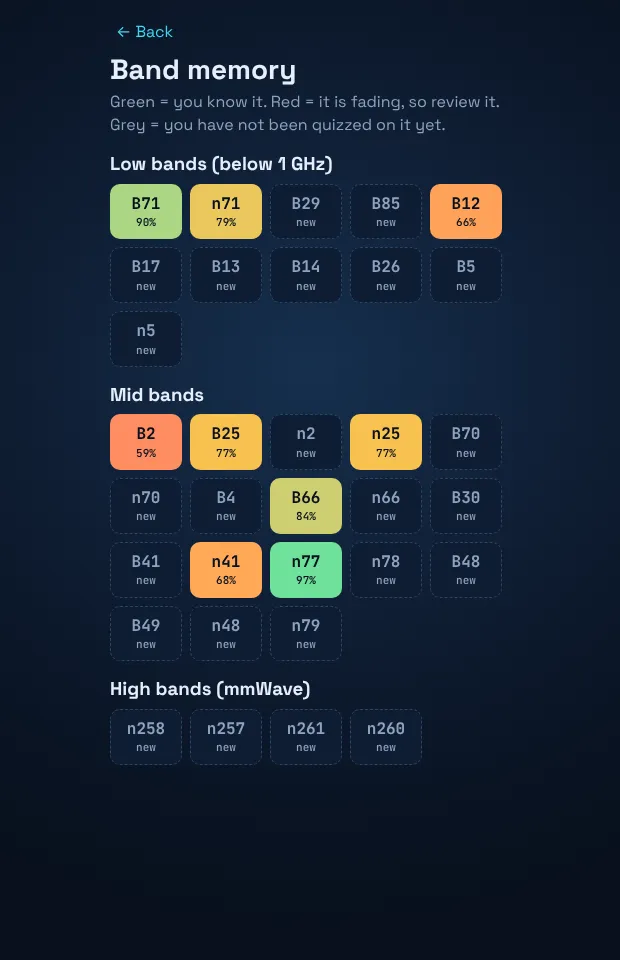 ← Back
Band memory
Green = you know it. Red = it is fading, so review it.
Grey = you have not been quizzed on it yet.
Low bands (below 1 GHz)
B71 n71 B29 B85 B12
90% 79% new new 66%
B17 B13 B14 B26 B5
new new new new new
n5
new
Mid bands
B2 B25 n2 n25 B70
59% 77% new 77% new
n70 B4 B66 n66 B30
new new 84% new new
B41 n41 n77 n78 B48
new 68% 97% new new
B49 n48 n79
new new new
High bands (mmWave)
n258 n257 n261 n260
new new new new